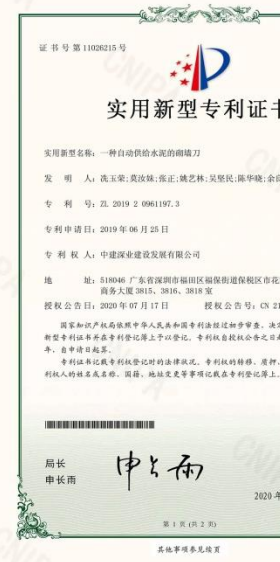 证书号第11026215号
实用新型专利证书
实用新型名称：一种自动供给水泥的砌墙刀
发明人：冼玉荣;莫汝妹;张正;姚艺林;吴坚民;陈华晓;余
专利号：ZL 2019 2 0961197.3
专利申请日：2019年06月25日
专利权人：中建深业建设发展有限公司
地址：518046 广东省深圳市福田区福保街道保税区市花
商务大厦3815、3816、3818室
授权公告日：2020年07月17日 授权公告号：CN 21
国家知识产权局依照中华人民共和国专利法经过初步审查，决定
新型专利证书并在专利登记簿上予以登记。专利权自授权公告之日起
年，自申请日起算。
专利证书记载专利权登记时的法律状况。专利权的转移、质押、
利权人的姓名或名称、国籍、地址变更等事项记载在专利登记簿上。
局长
申长雨
申长雨
2020年
第 1 页 (共 2 页)
其他事项参见续页